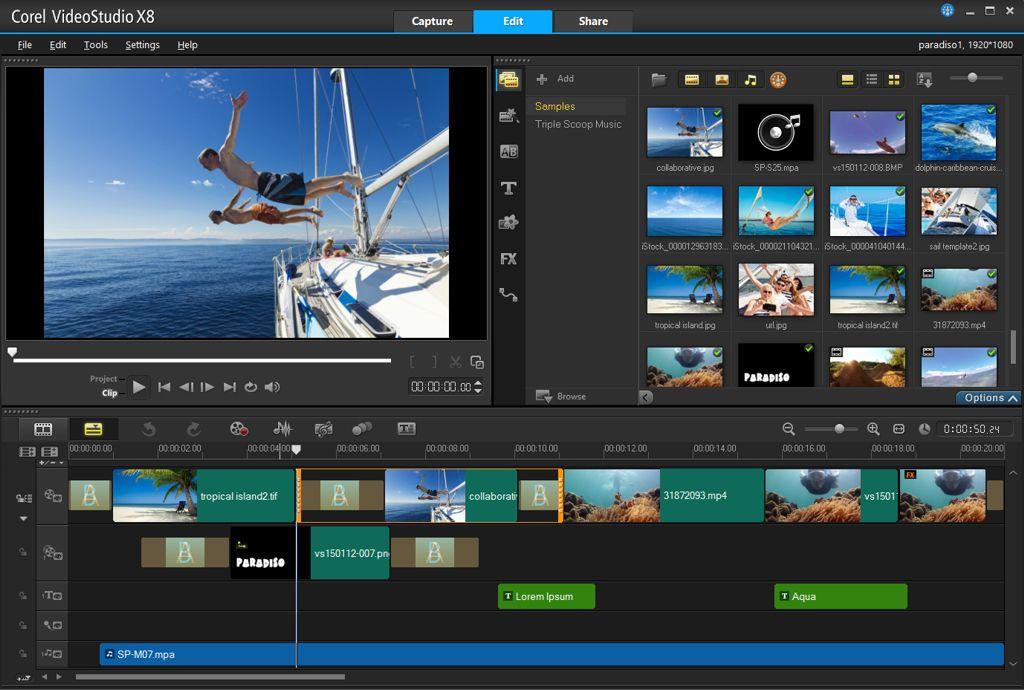 Corel VideoStudio X8
Capture
Edit
Share
File Edit Tools Settings Help
paradiso1, 1920*1080
Add
Samples
Triple Scoop Music
AB
T
FX
collaborative.jpg
SP-S25.mpa
vs150112-008.BMP
dolphin-caribbean-cruis...
iStock_000012963183...
iStock_000021104321...
iStock_000041040144...
sail template2.jpg
tropical island.jpg
url.jpg
tropical island2.tif
31872093.mp4
PARADISO
Project
Clip
00:00:00.00
Browse
Options
0:00:50.24
00:00:00.00 00:00:02.00 00:00:04.00 00:00:06.00 00:00:08.00 00:00:10.00 00:00:12.00 00:00:14.00 00:00:16.00 00:00:18.00 00:00:20.00
tropical island2.tif
collaborati
31872093.mp4
vs1501
FX
PARADISO
vs150112-007.pn
T Lorem Ipsum
T Aqua
SP-M07.mpa